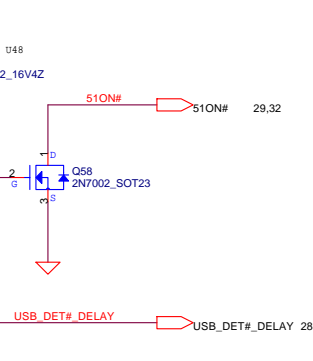 U48
2_16V4Z
51ON#
51ON# 29,32
1
D
Q58
2 2N7002_SOT23
G
3 S
USB_DET#_DELAY
USB_DET#_DELAY 28